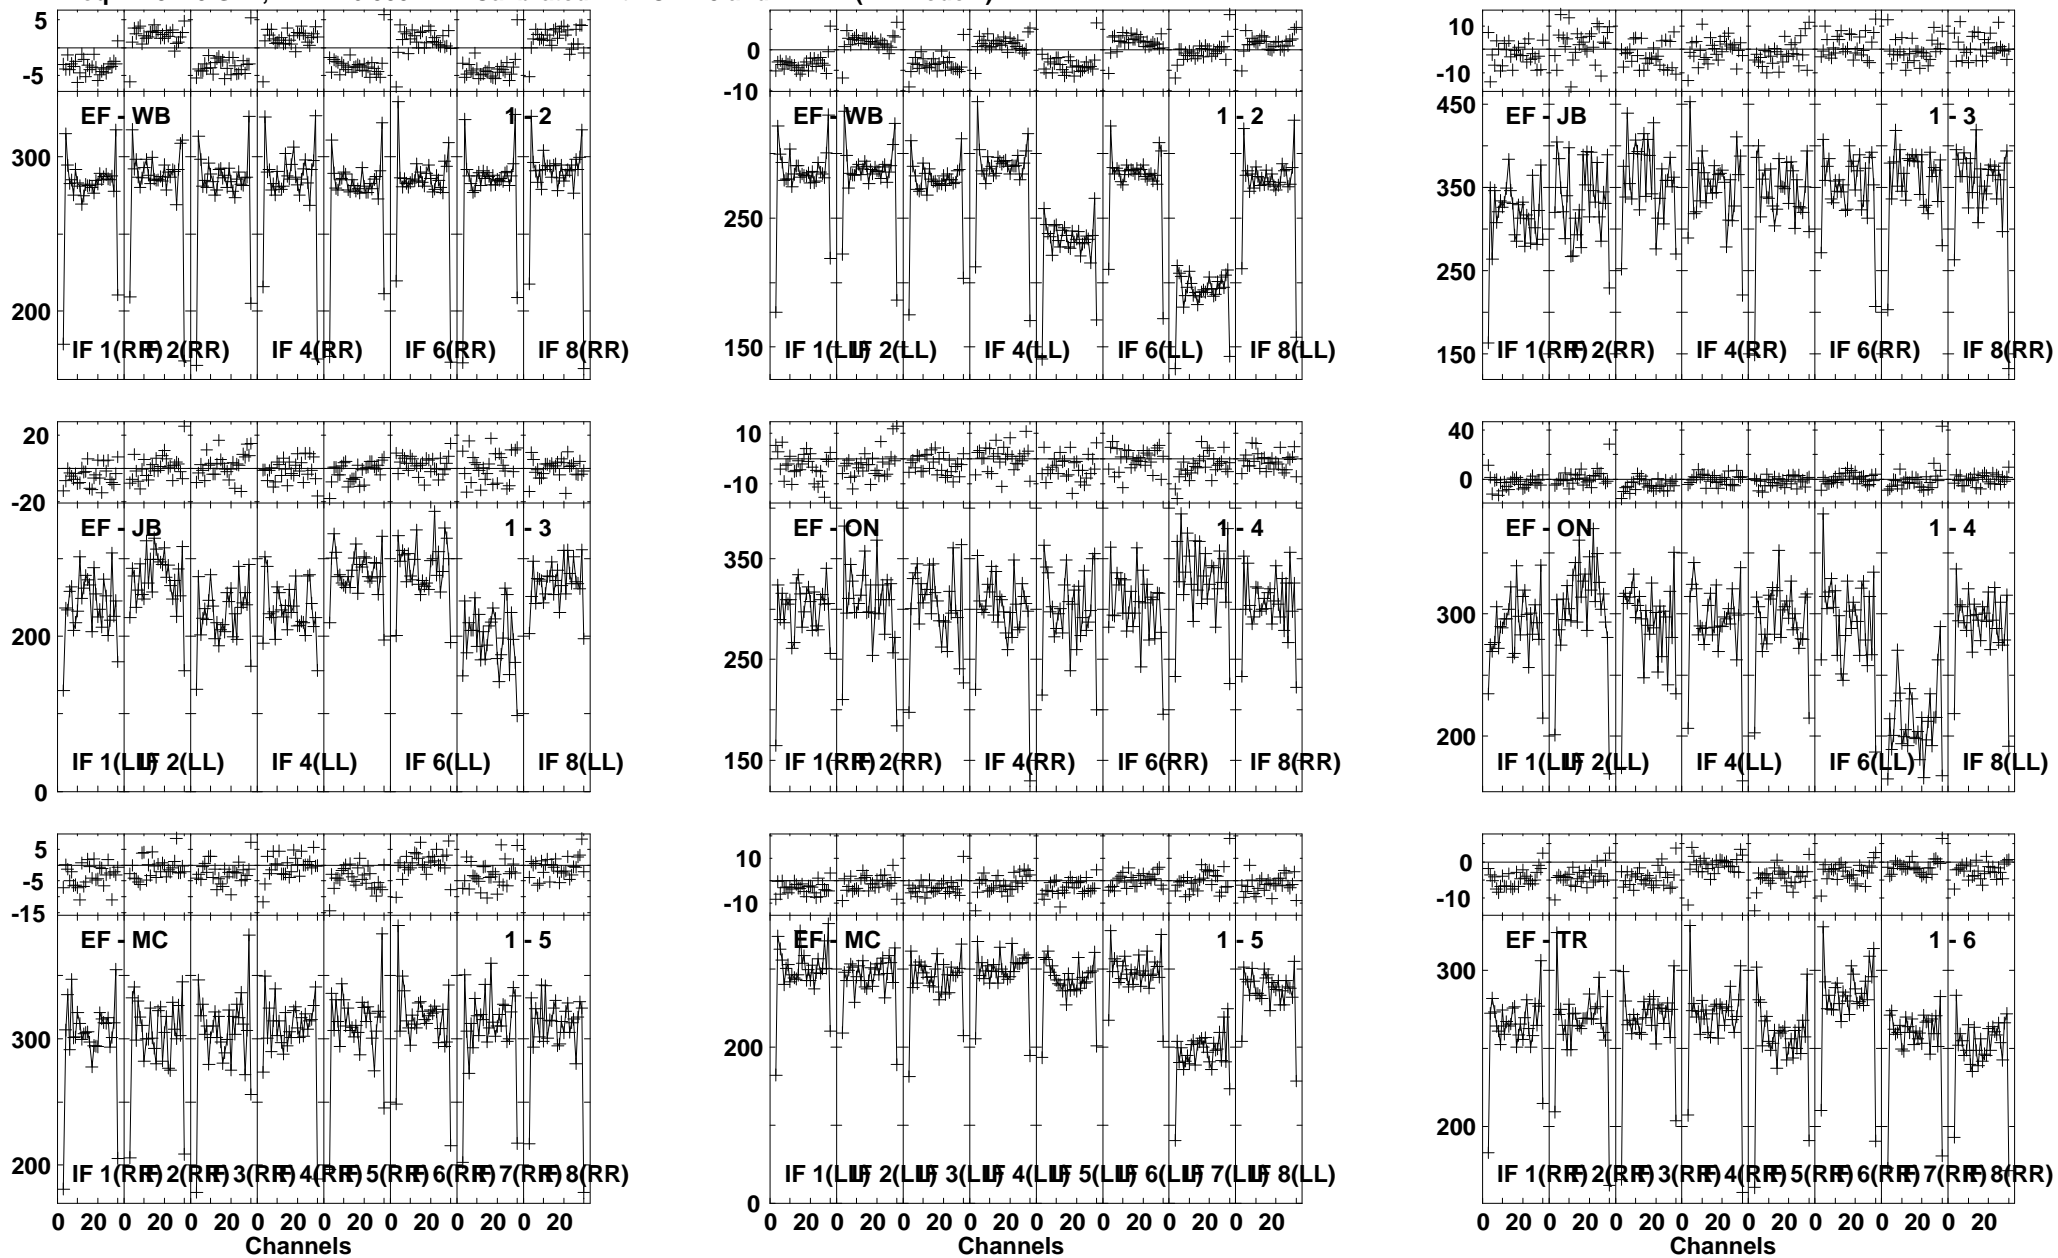 5
-5
300
200
EF - WB
1 - 2
IF 1(RR)
IF 2(RR)
IF 4(RR)
IF 6(RR)
IF 8(RR)
0
-10
250
150
EF - WB
1 - 2
IF 1(LL)
IF 2(LL)
IF 4(LL)
IF 6(LL)
IF 8(LL)
10
-10
450
350
250
150
EF - JB
1 - 3
IF 1(RR)
IF 2(RR)
IF 4(RR)
IF 6(RR)
IF 8(RR)
20
-20
200
0
EF - JB
1 - 3
IF 1(LL)
IF 2(LL)
IF 4(LL)
IF 6(LL)
IF 8(LL)
10
-10
350
250
150
EF - ON
1 - 4
IF 1(RR)
IF 2(RR)
IF 4(RR)
IF 6(RR)
IF 8(RR)
40
0
300
200
EF - ON
1 - 4
IF 1(LL)
IF 2(LL)
IF 4(LL)
IF 6(LL)
IF 8(LL)
5
-5
-15
300
200
EF - MC
1 - 5
IF 1(RR)
IF 2(RR)
IF 3(RR)
IF 4(RR)
IF 5(RR)
IF 6(RR)
IF 7(RR)
IF 8(RR)
0 20 0 20 0 20 0 20 0 20 0 20 0 20 0 20
Channels
10
-10
200
0
EF - MC
1 - 5
IF 1(LL)
IF 2(LL)
IF 3(LL)
IF 4(LL)
IF 5(LL)
IF 6(LL)
IF 7(LL)
IF 8(LL)
0 20 0 20 0 20 0 20 0 20 0 20 0 20 0 20
Channels
0
-10
300
200
EF - TR
1 - 6
IF 1(RR)
IF 2(RR)
IF 3(RR)
IF 4(RR)
IF 5(RR)
IF 6(RR)
IF 7(RR)
IF 8(RR)
0 20 0 20 0 20 0 20 0 20 0 20 0 20 0 20
Channels